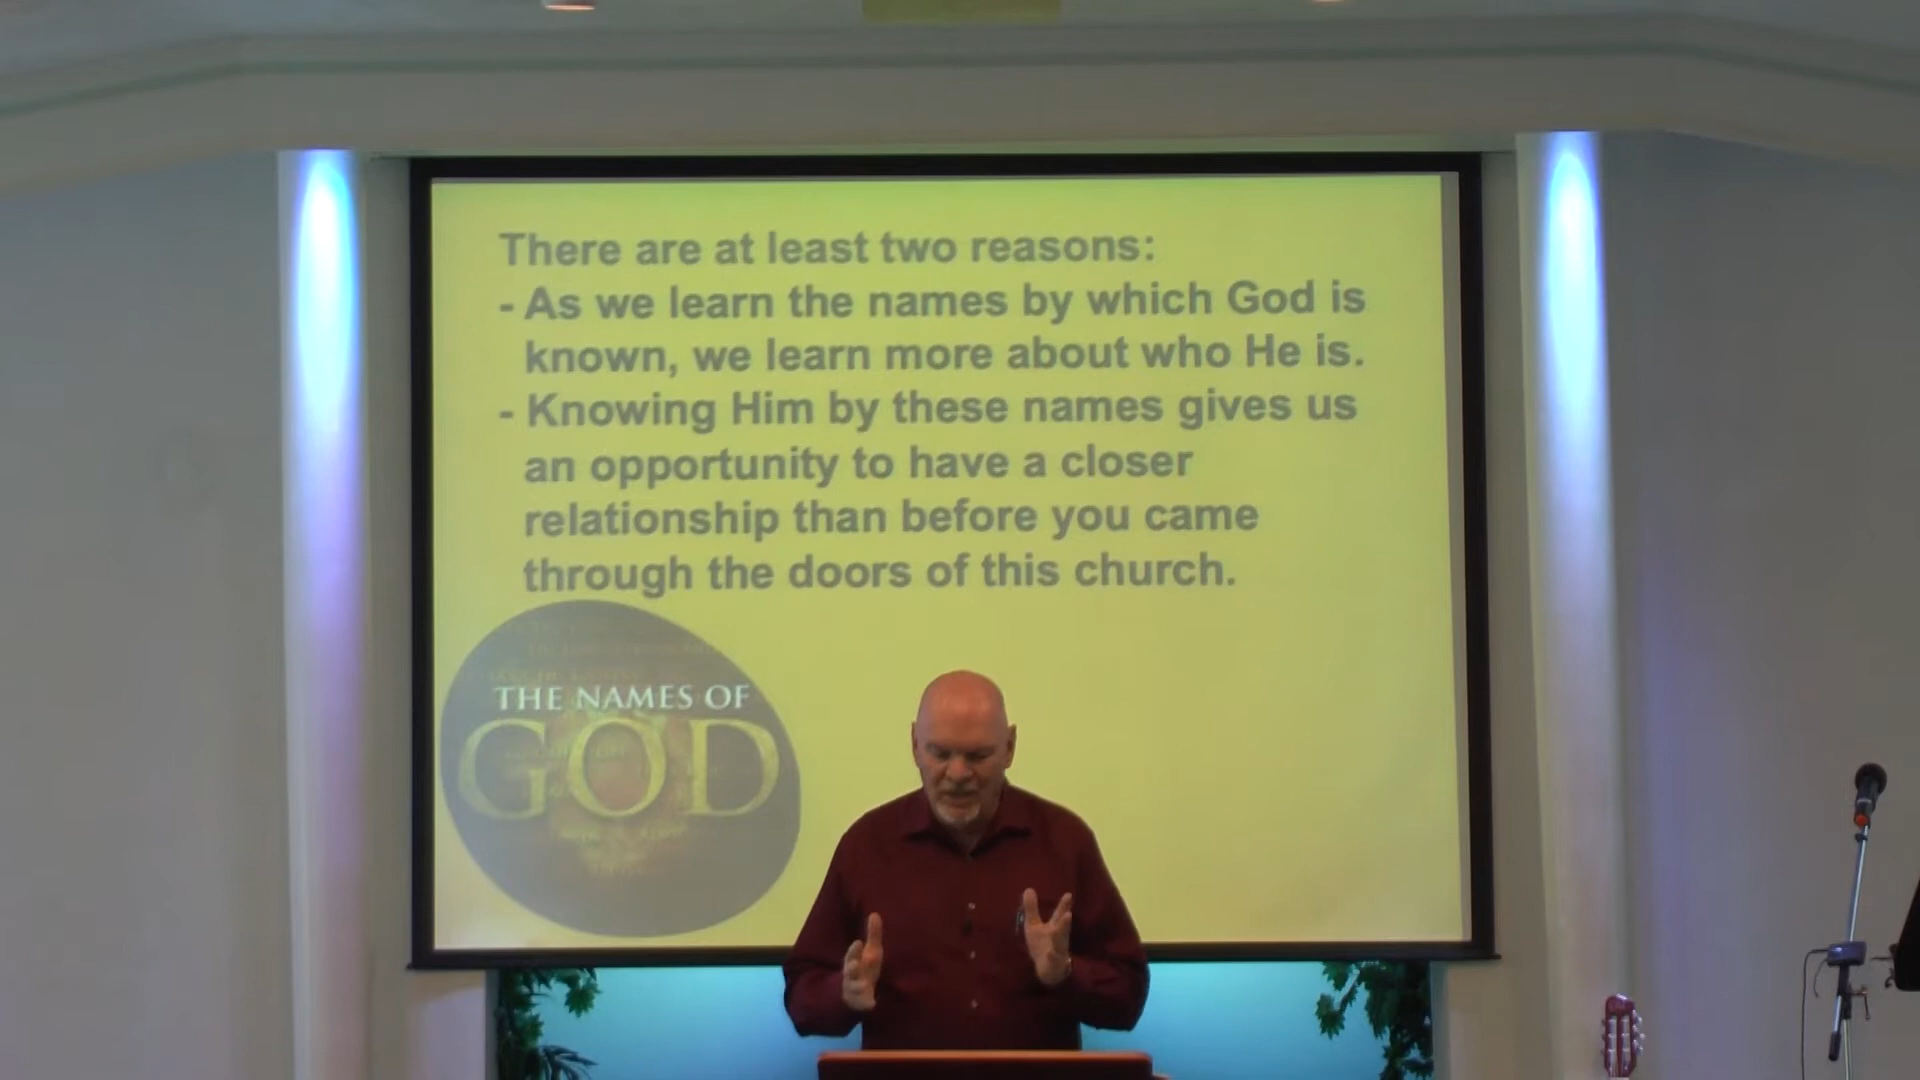 There are at least two reasons:
- As we learn the names by which God is
known, we learn more about who He is.
- Knowing Him by these names gives us
an opportunity to have a closer
relationship than before you came
through the doors of this church.
THE NAMES OF
GOD